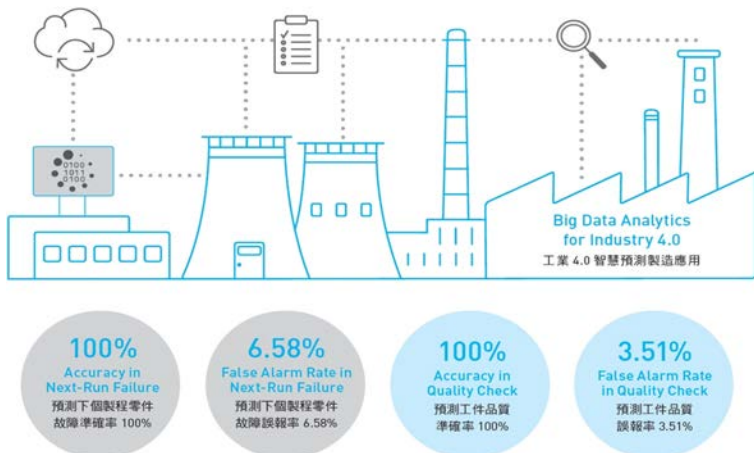 0100
1011
0100
Big Data Analytics
for Industry 4.0
工業 4.0 智慧預測製造應用
100%
Accuracy in
Next-Run Failure
預測下個製程零件
故障準確率 100%
6.58%
False Alarm Rate in
Next-Run Failure
預測下個製程零件
故障誤報率 6.58%
100%
Accuracy in
Quality Check
預測工件品質
準確率 100%
3.51%
False Alarm Rate
in Quality Check
預測工件品質
誤報率 3.51%